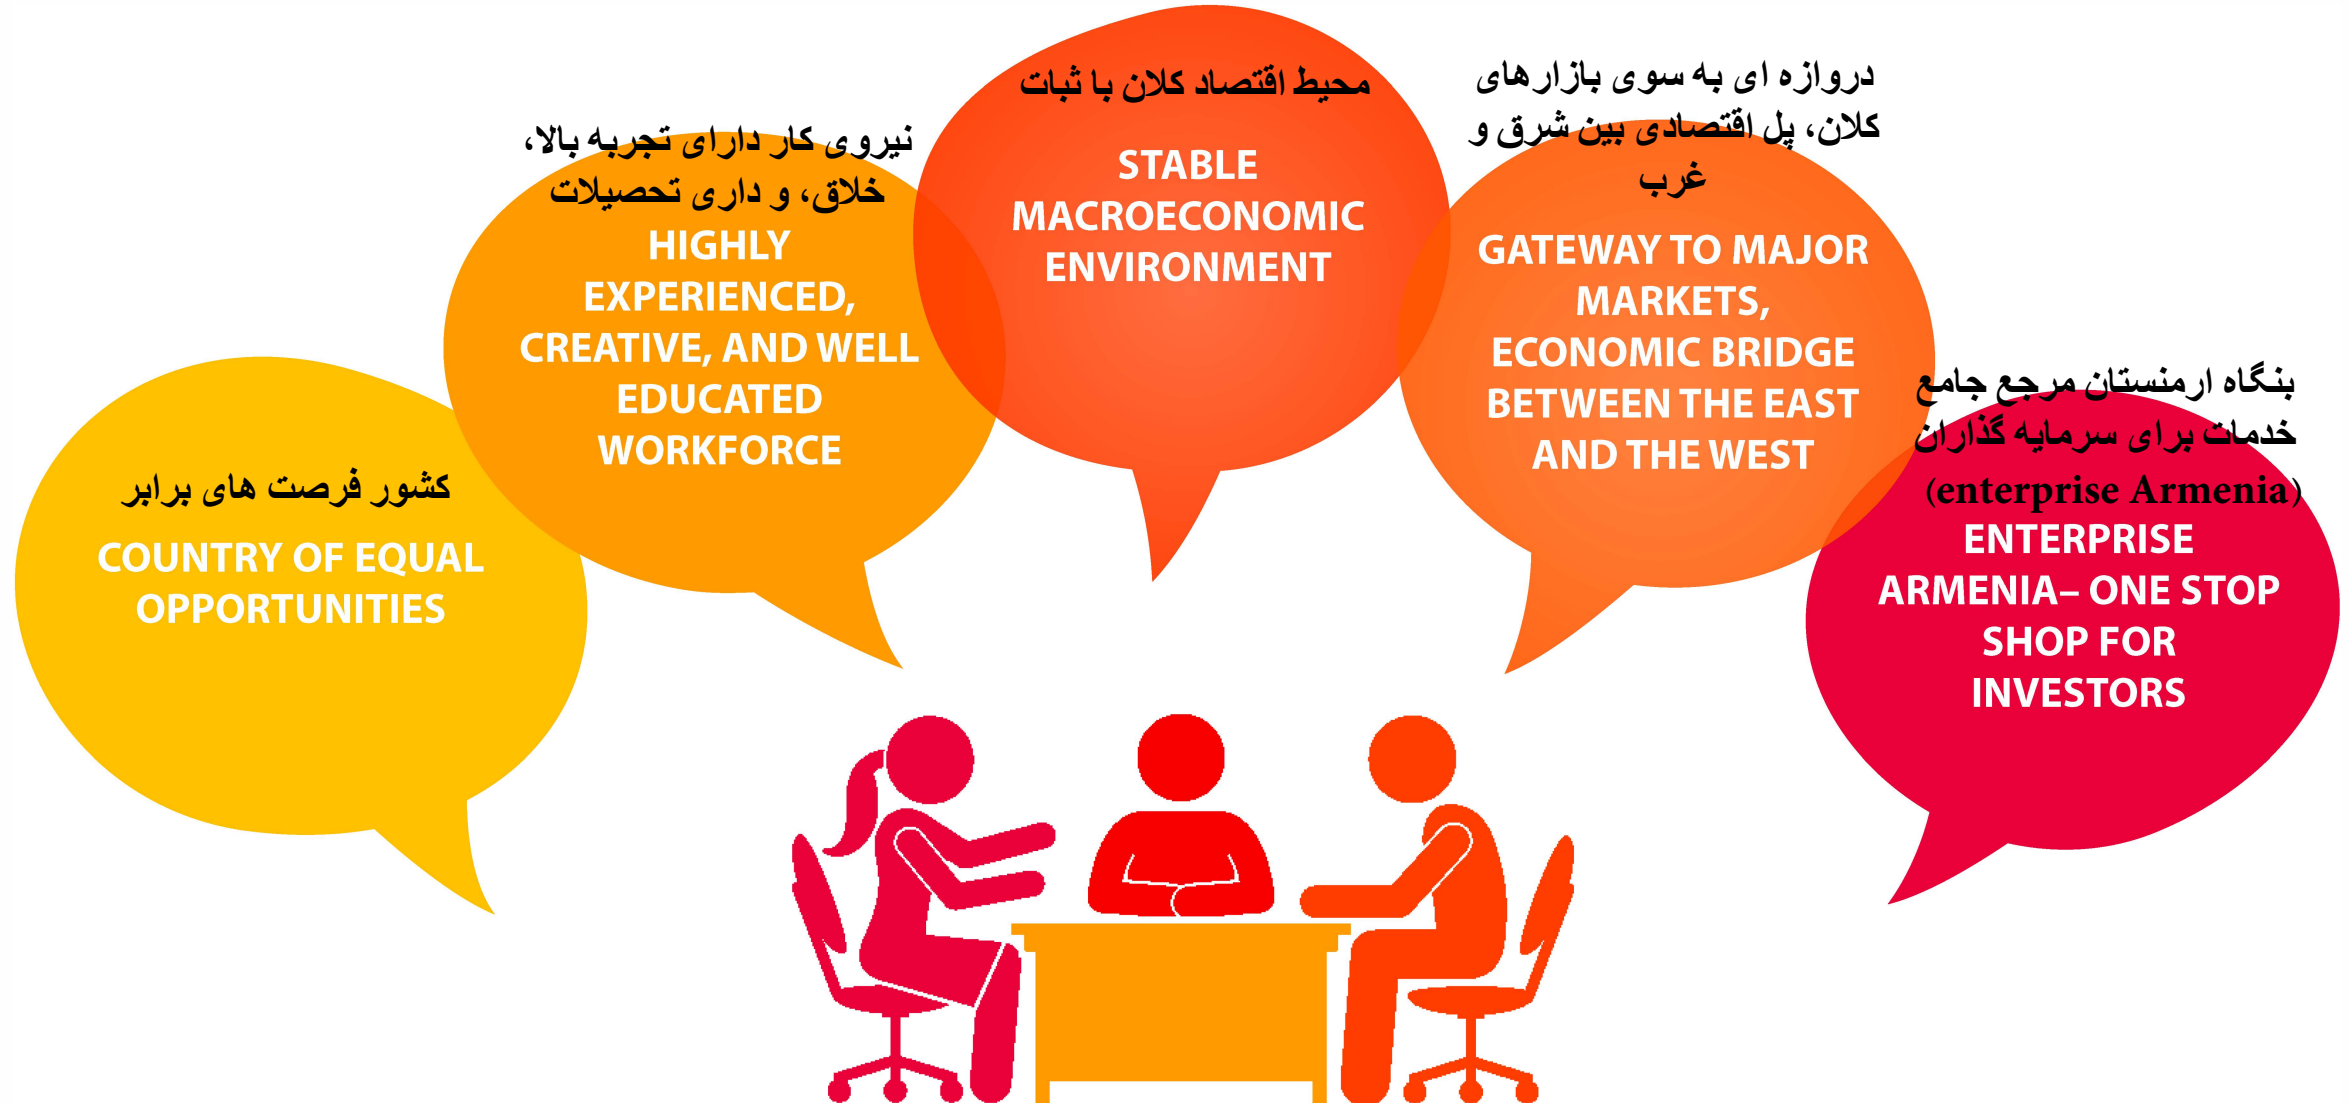 کشور فرصت های برابر
COUNTRY OF EQUAL
OPPORTUNITIES
نیروی کار دارای تجربه بالا،
خلاق، و داری تحصیلات
HIGHLY
EXPERIENCED,
CREATIVE, AND WELL
EDUCATED
WORKFORCE
محیط اقتصاد کلان با ثبات
STABLE
MACROECONOMIC
ENVIRONMENT
دروازه ای به سوی بازارهای
کلان، پل اقتصادی بین شرق و
غرب
GATEWAY TO MAJOR
MARKETS,
ECONOMIC BRIDGE
BETWEEN THE EAST
AND THE WEST
بنگاه ارمنستان مرجع جامع
خدمات برای سرمایه گذاران
(enterprise Armenia)
ENTERPRISE
ARMENIA– ONE STOP
SHOP FOR
INVESTORS